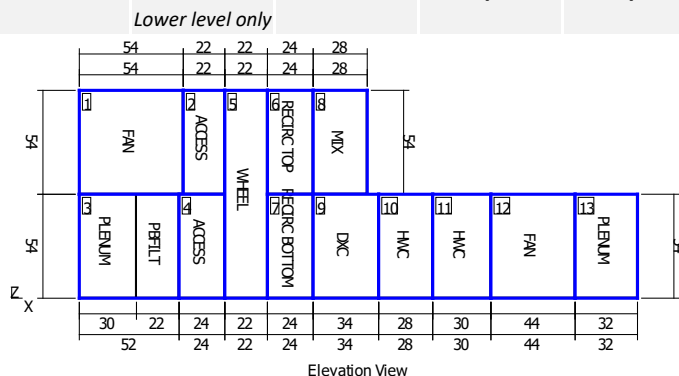 Lower level only
54 22 22 24 28
54 22 22 24 28
1 2 5 6 8
FAN ACCESS WHEEL RECIRC TOP MIX
54 54
3 4 7 9 10 11 12 13
PLENUM PBFILT ACCESS RECIRC BOTTOM DXC HWC HWC FAN PLENUM
54
Z
X
30 22 24 22 24 34 28 30 44 32
52 24 22 24 34 28 30 44 32
Elevation View